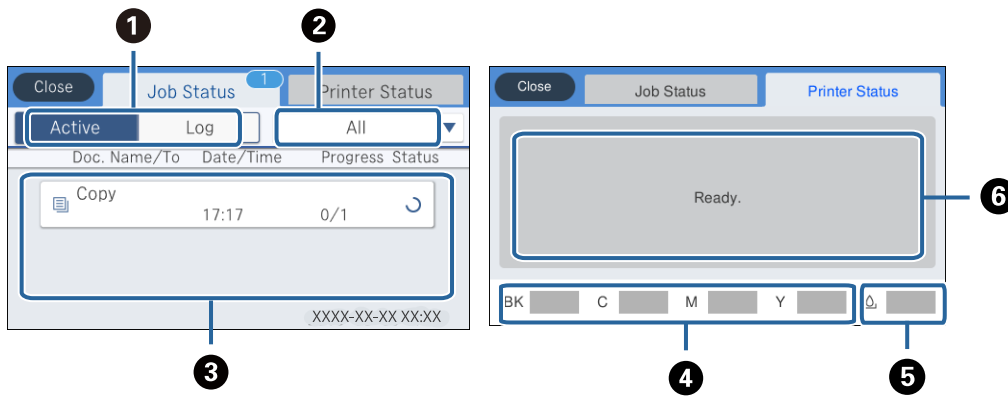 1 2
Close Job Status 1 Printer Status
Active Log All
Doc. Name/To Date/Time Progress Status
Copy
17:17 0/1
XXXX-XX-XX XX:XX
3
Close Job Status Printer Status
Ready.
6
BK C M Y
4 5